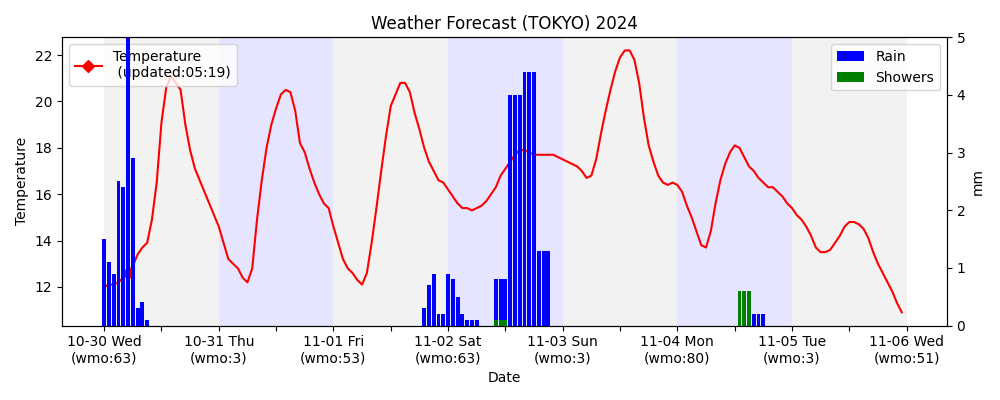 Weather Forecast (TOKYO) 2024
Temperature
(updated:05:19)
Rain
Showers
22
20
18
16
14
12
Temperature
5
4
3
2
1
0
mm
10-30 Wed
(wmo:63)
10-31 Thu
(wmo:3)
11-01 Fri
(wmo:53)
11-02 Sat
(wmo:63)
11-03 Sun
(wmo:3)
11-04 Mon
(wmo:80)
11-05 Tue
(wmo:3)
11-06 Wed
(wmo:51)
Date